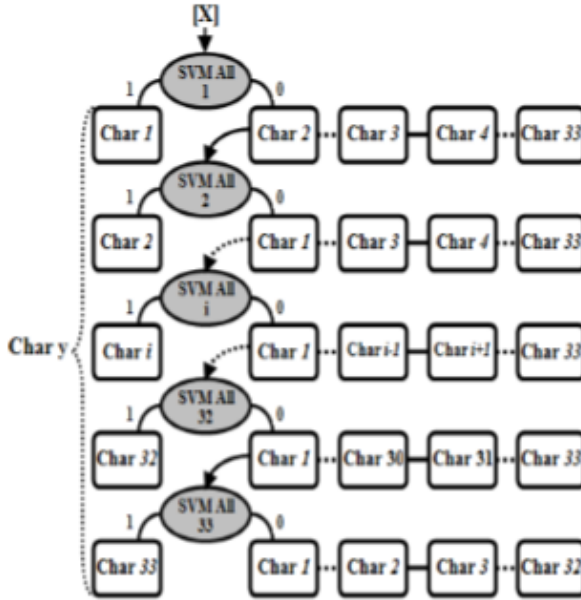 [X]
SVM All
1
1 0
Char 1 Char 2 Char 3 Char 4 Char 33
SVM All
2
1 0
Char 2 Char 1 Char 3 Char 4 Char 33
SVM All
i
1 0
Char y
Char i Char 1 Char i-1 Char i+1 Char 33
SVM All
32
1 0
Char 32 Char 1 Char 30 Char 31 Char 33
SVM All
33
1 0
Char 33 Char 1 Char 2 Char 3 Char 32